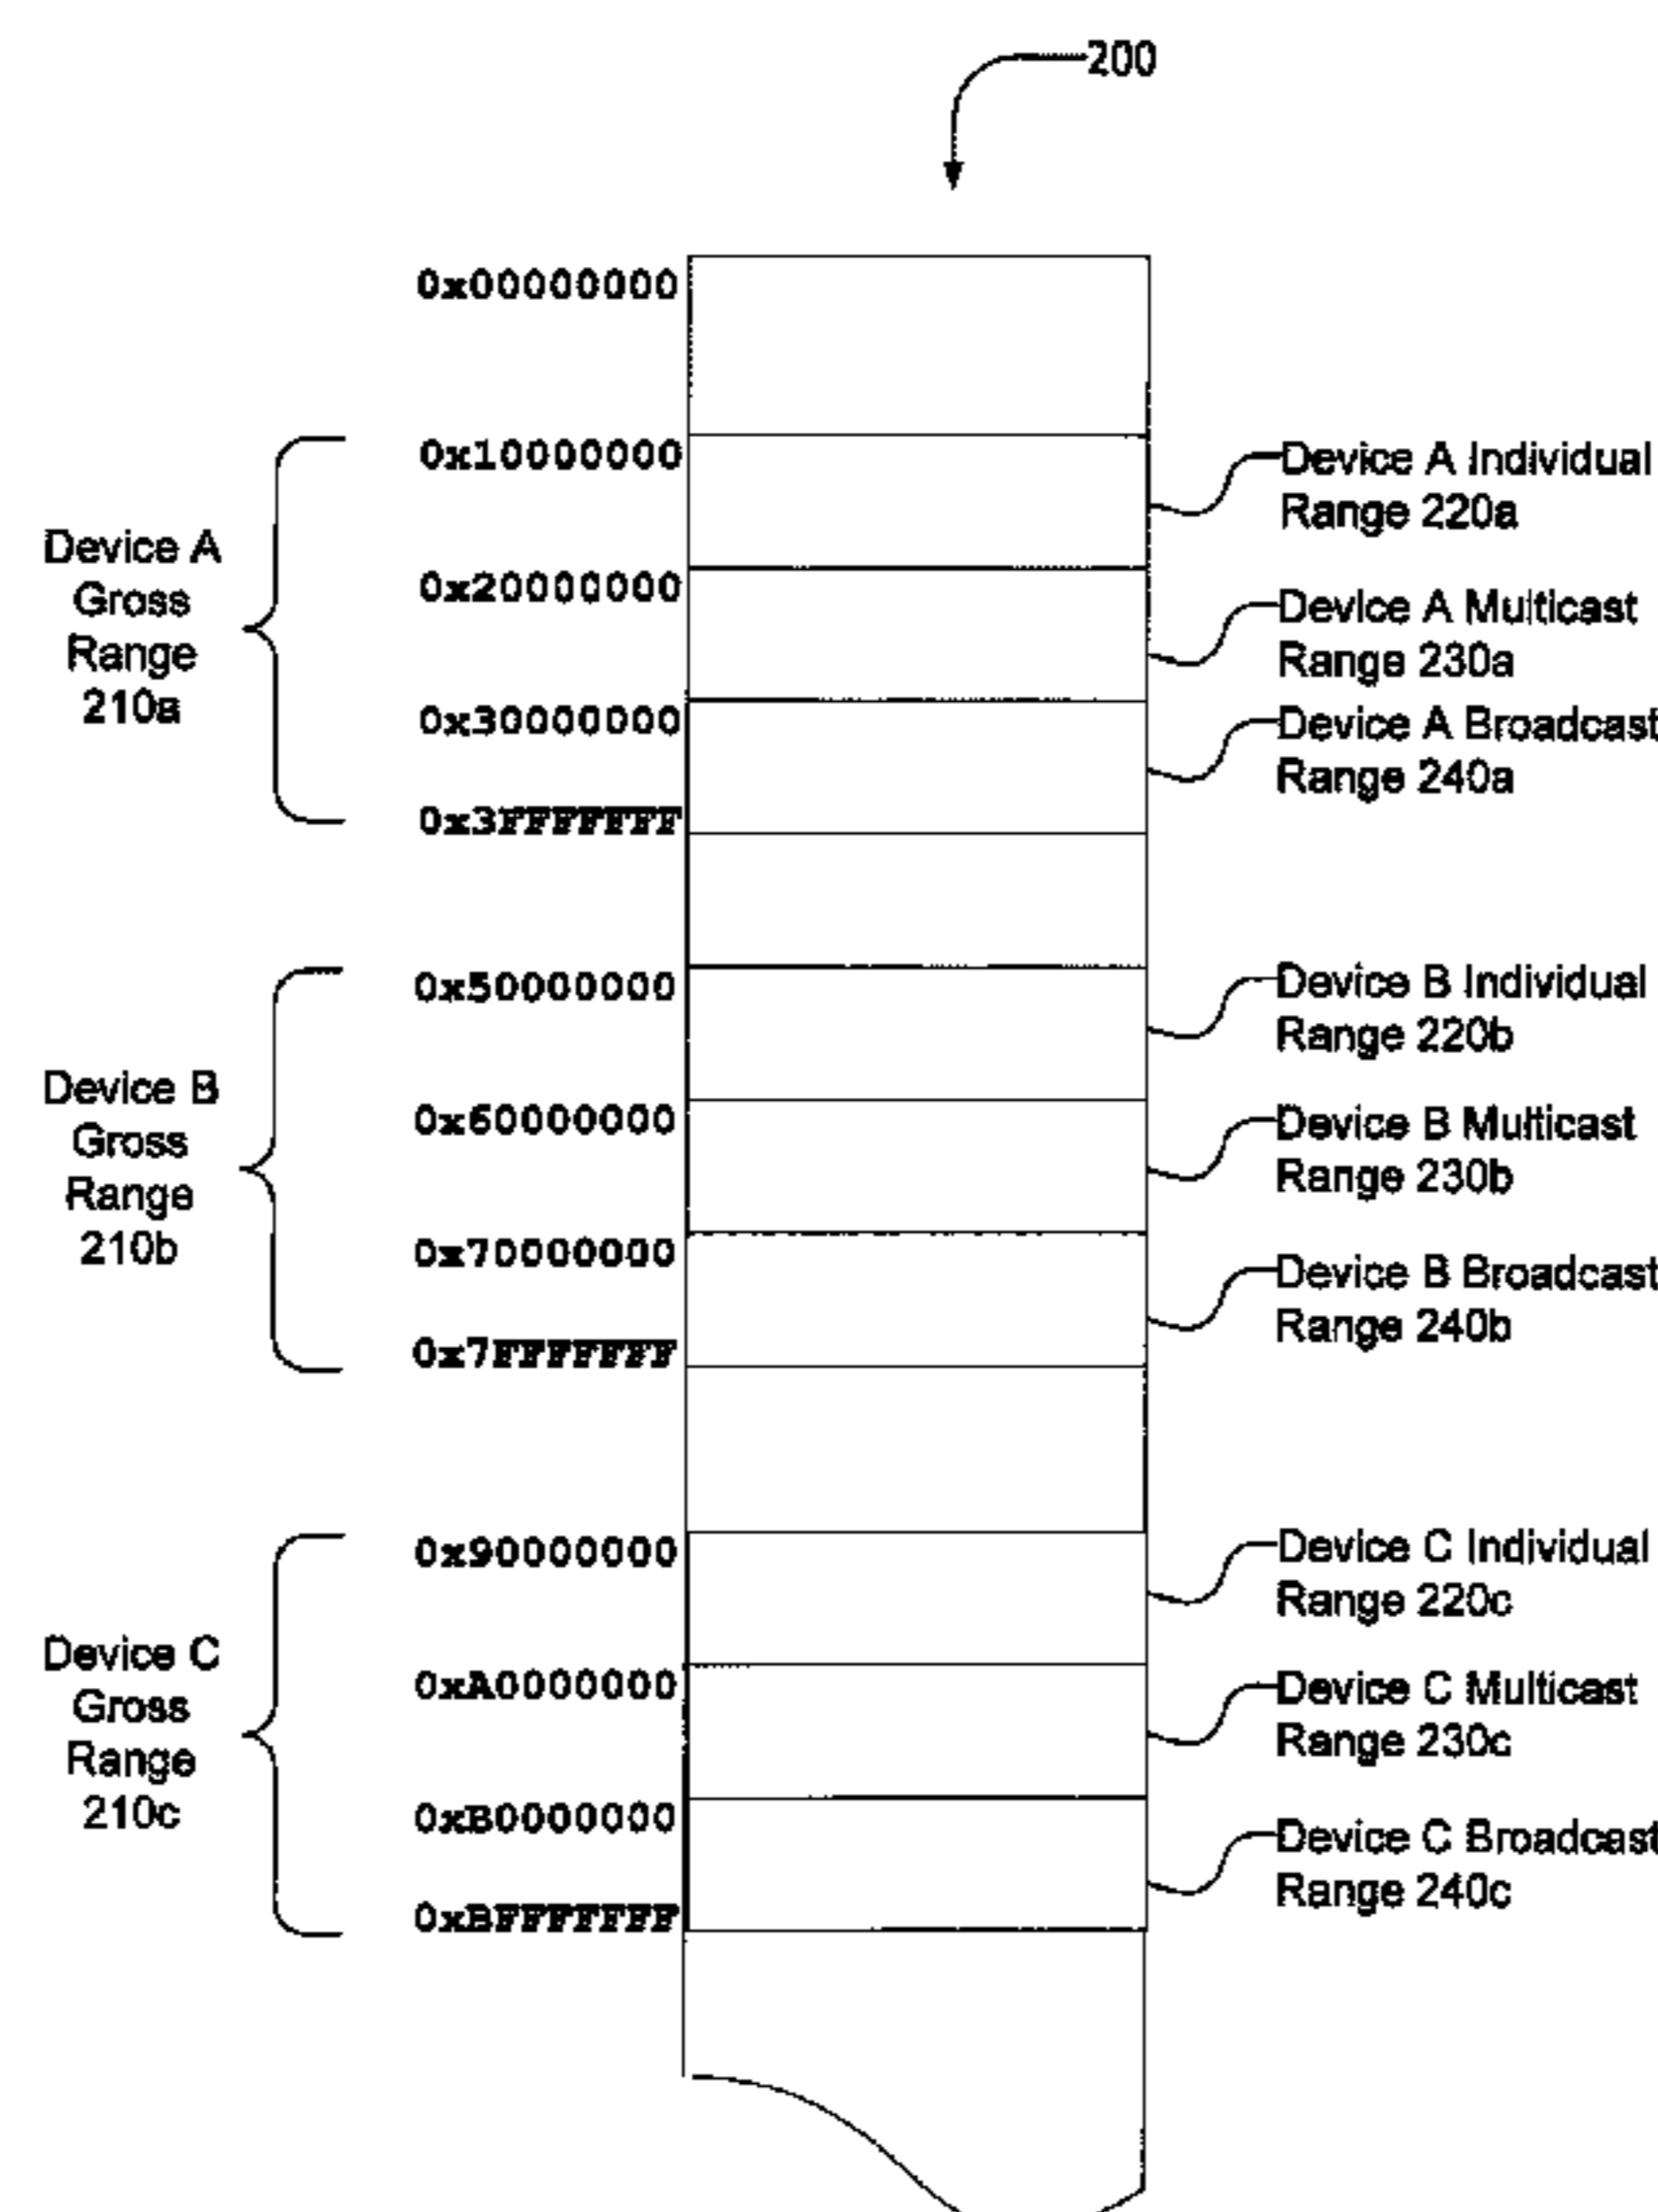 200
0x00000000
Device A
Gross
Range
210a
0x10000000
0x20000000
0x30000000
0x3FFFFFFF
Device A Individual
Range 220a
Device A Multicast
Range 230a
Device A Broadcast
Range 240a
Device B
Gross
Range
210b
0x50000000
0x60000000
0x70000000
0x7FFFFFFF
Device B Individual
Range 220b
Device B Multicast
Range 230b
Device B Broadcast
Range 240b
Device C
Gross
Range
210c
0x90000000
0xA0000000
0xB0000000
0xBFFFFFFF
Device C Individual
Range 220c
Device C Multicast
Range 230c
Device C Broadcast
Range 240c